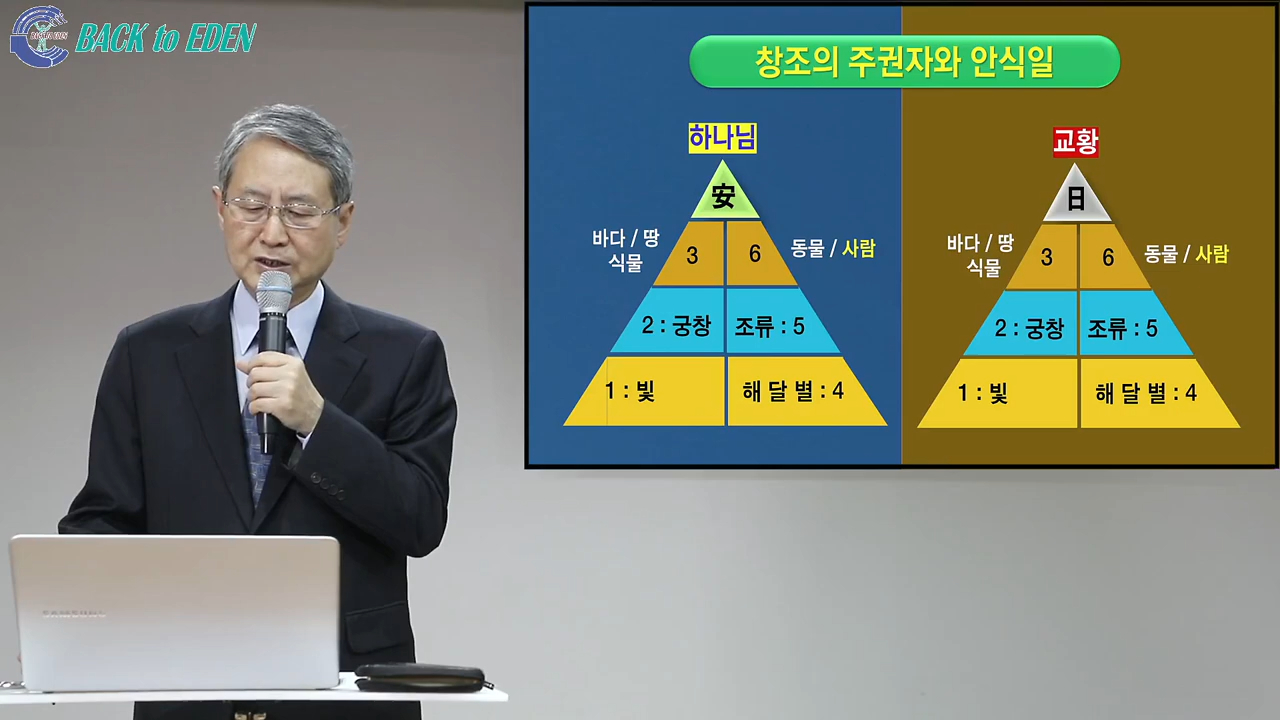 BACK to EDEN
창조의 주권자와 안식일
하나님
安
바다 / 땅
식물
3
6
동물 / 사람
2 : 궁창
조류 : 5
1 : 빛
해 달 별 : 4
교황
日
바다 / 땅
식물
3
6
동물 / 사람
2 : 궁창
조류 : 5
1 : 빛
해 달 별 : 4
SAMSUNG